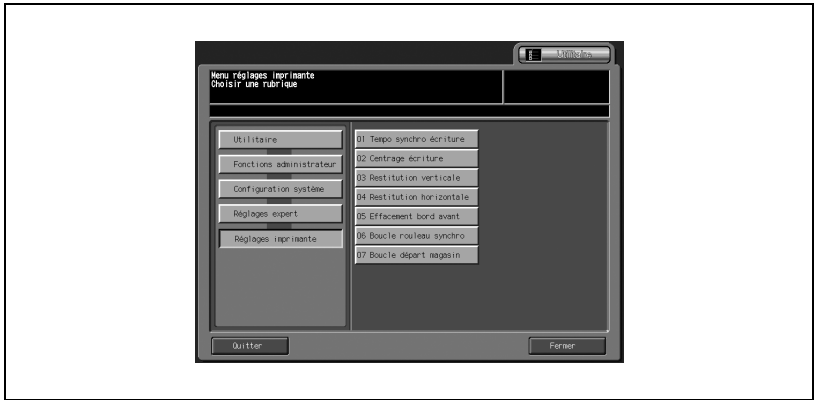 Utilitaire
Menu réglages imprimante
Choisir une rubrique
Utilitaire
Fonctions administrateur
Configuration système
Réglages expert
Réglages imprimante
01 Tempo synchro écriture
02 Centrage écriture
03 Restitution verticale
04 Restitution horizontale
05 Effacement bord avant
06 Boucle rouleau synchro
07 Boucle départ magasin
Quitter
Fermer